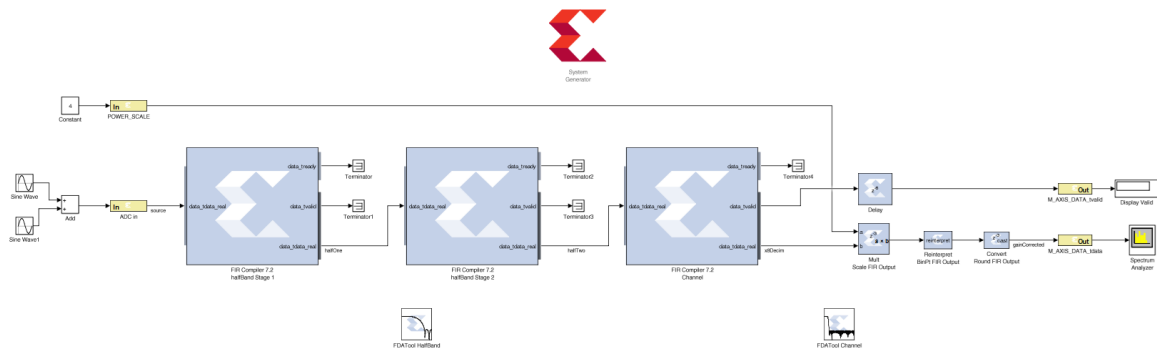 System
Generator
4
Constant
In
POWER_SCALE
Sine Wave
Sine Wave1
+
+
Add
In
ADC in
source
data_tdata_real
data_tready
data_tvalid
data_tdata_real
FIR Compiler 7.2
halfBand Stage 1
Terminator
Terminator1
halfOne
data_tdata_real
data_tready
data_tvalid
data_tdata_real
FIR Compiler 7.2
halfBand Stage 2
Terminator2
Terminator3
halfTwo
data_tdata_real
data_tready
data_tvalid
data_tdata_real
FIR Compiler 7.2
Channel
Terminator4
x8Decim
Delay
a
b
Mult
Scale FIR Output
reinterpret
Reinterpret
BinPt FIR Output
cast
Convert
Round FIR Output
gainCorrected
Out
M_AXIS_DATA_tvalid
Display Valid
Out
M_AXIS_DATA_tdata
Spectrum
Analyzer
FDATool HalfBand
FDATool Channel